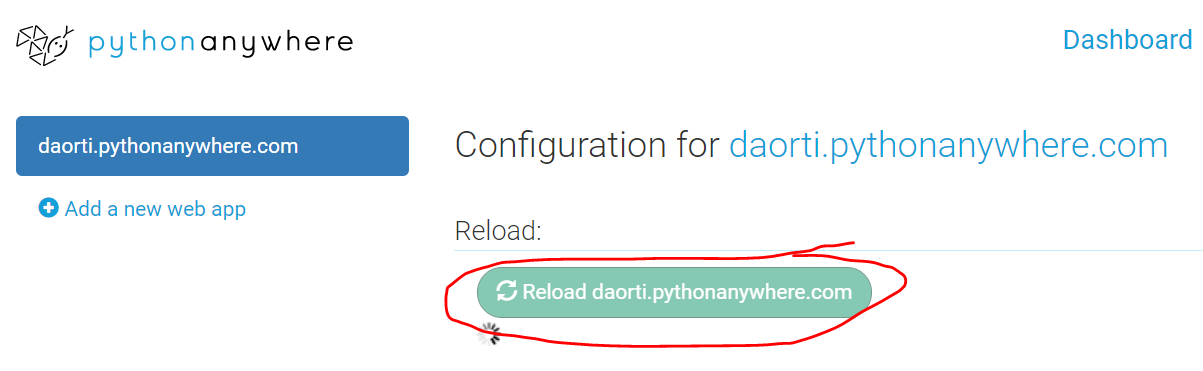 pythonanywhere
Dashboard
daorti.pythonanywhere.com
Add a new web app
Configuration for daorti.pythonanywhere.com
Reload:
Reload daorti.pythonanywhere.com